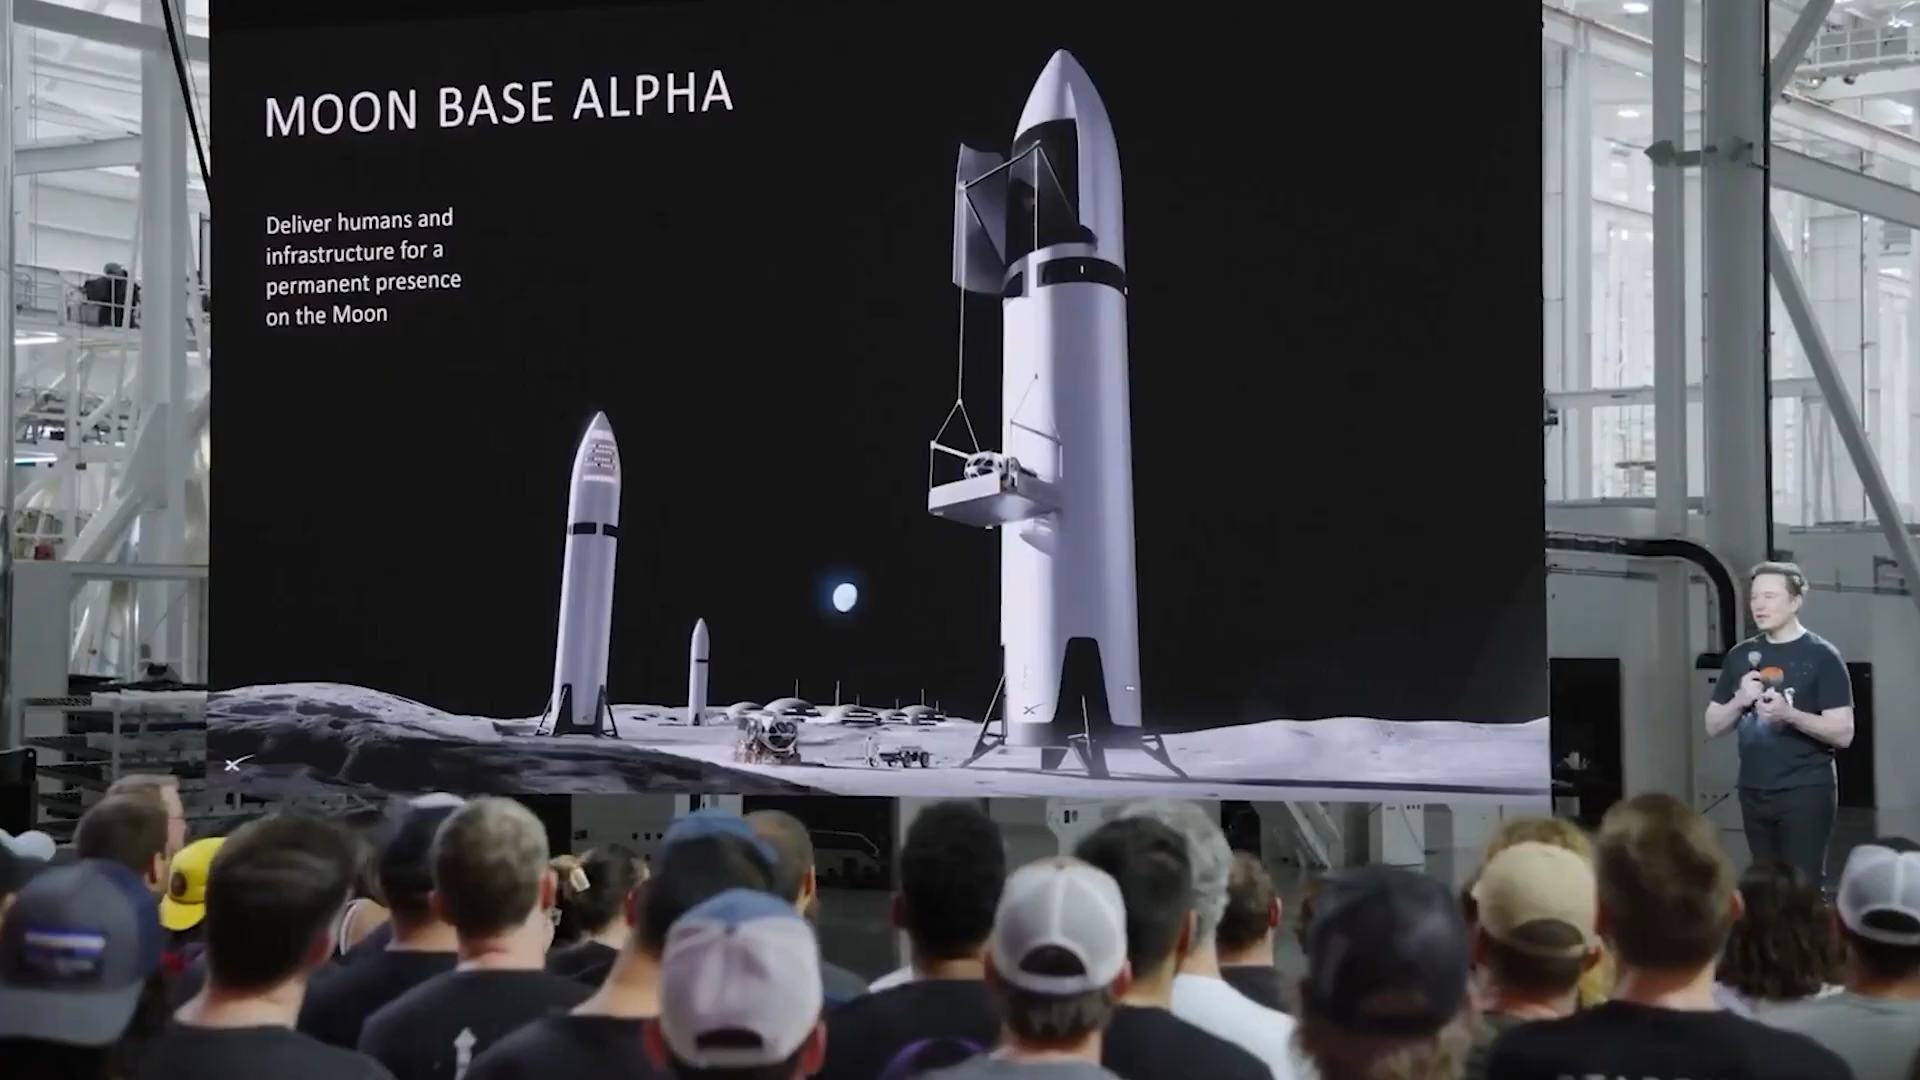 MOON BASE ALPHA
Deliver humans and
infrastructure for a
permanent presence
on the Moon